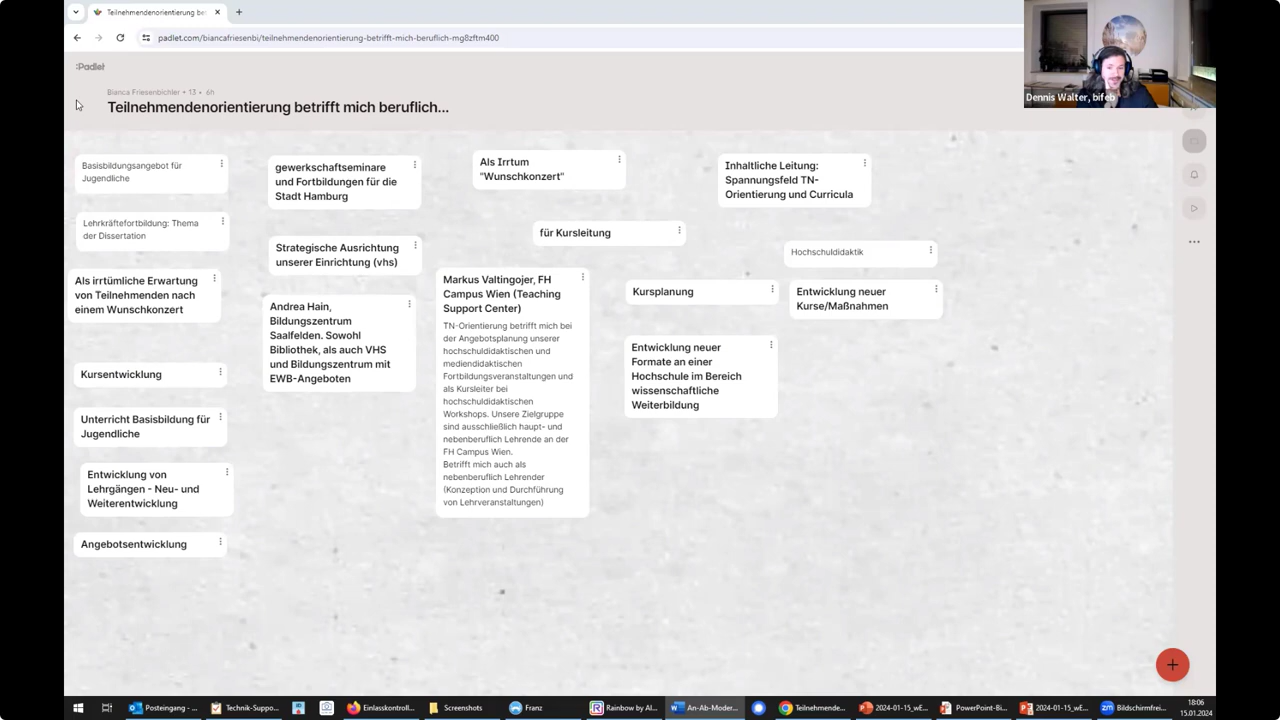 Teilnehmendenorientierung be
padlet.com/biancafriesenbi/teilnehmendenorientierung-betrifft-mich-beruflich-mg8zftm400
:Padlet
Bianca Friesenbichler • 13 • 6h
Teilnehmendenorientierung betrifft mich beruflich...
Dennis Walter, bifeb
Basisbildungsangebot für
Jugendliche
Lehrkräftefortbildung: Thema
der Dissertation
Als irrtümliche Erwartung
von Teilnehmenden nach
einem Wunschkonzert
Kursentwicklung
Unterricht Basisbildung für
Jugendliche
Entwicklung von
Lehrgängen - Neu- und
Weiterentwicklung
Angebotsentwicklung
gewerkschaftseminare
und Fortbildungen für die
Stadt Hamburg
Strategische Ausrichtung
unserer Einrichtung (vhs)
Andrea Hain,
Bildungszentrum
Saalfelden. Sowohl
Bibliothek, als auch VHS
und Bildungszentrum mit
EWB-Angeboten
Als Irrtum
"Wunschkonzert"
für Kursleitung
Markus Valtingojer, FH
Campus Wien (Teaching
Support Center)
TN-Orientierung betrifft mich bei
der Angebotsplanung unserer
hochschuldidaktischen und
mediendidaktischen
Fortbildungsveranstaltungen und
als Kursleiter bei
hochschuldidaktischen
Workshops. Unsere Zielgruppe
sind ausschließlich haupt- und
nebenberuflich Lehrende an der
FH Campus Wien.
Betrifft mich auch als
nebenberuflich Lehrender
(Konzeption und Durchführung
von Lehrveranstaltungen)
Kursplanung
Entwicklung neuer
Formate an einer
Hochschule im Bereich
wissenschaftliche
Weiterbildung
Inhaltliche Leitung:
Spannungsfeld TN-
Orientierung und Curricula
Hochschuldidaktik
Entwicklung neuer
Kurse/Maßnahmen
Posteingang - ...
Technik-Suppo...
Einlasskontroll...
Screenshots
Franz
Rainbow by Al...
An-Ab-Moder...
Teilnehmende...
2024-01-15_wE...
PowerPoint-Bi...
2024-01-15_wE...
Bildschirmfrei...
18:06
15.01.2024